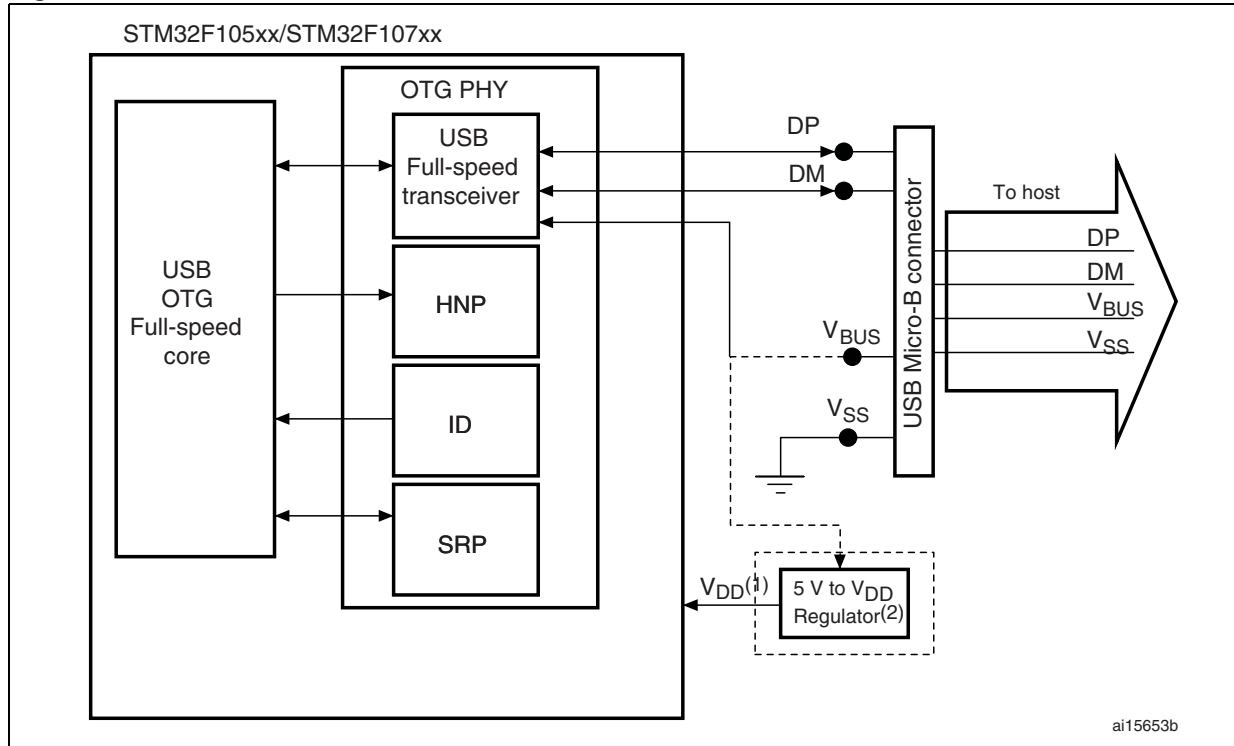 STM32F105xx/STM32F107xx
OTG PHY
USB
Full-speed
transceiver
USB
OTG
Full-speed
core
HNP
ID
SRP
DP
DM
VBUS
VSS
USB Micro-B connector
To host
DP
DM
VBUS
VSS
VDD(1)
5 V to VDD
Regulator(2)
ai15653b